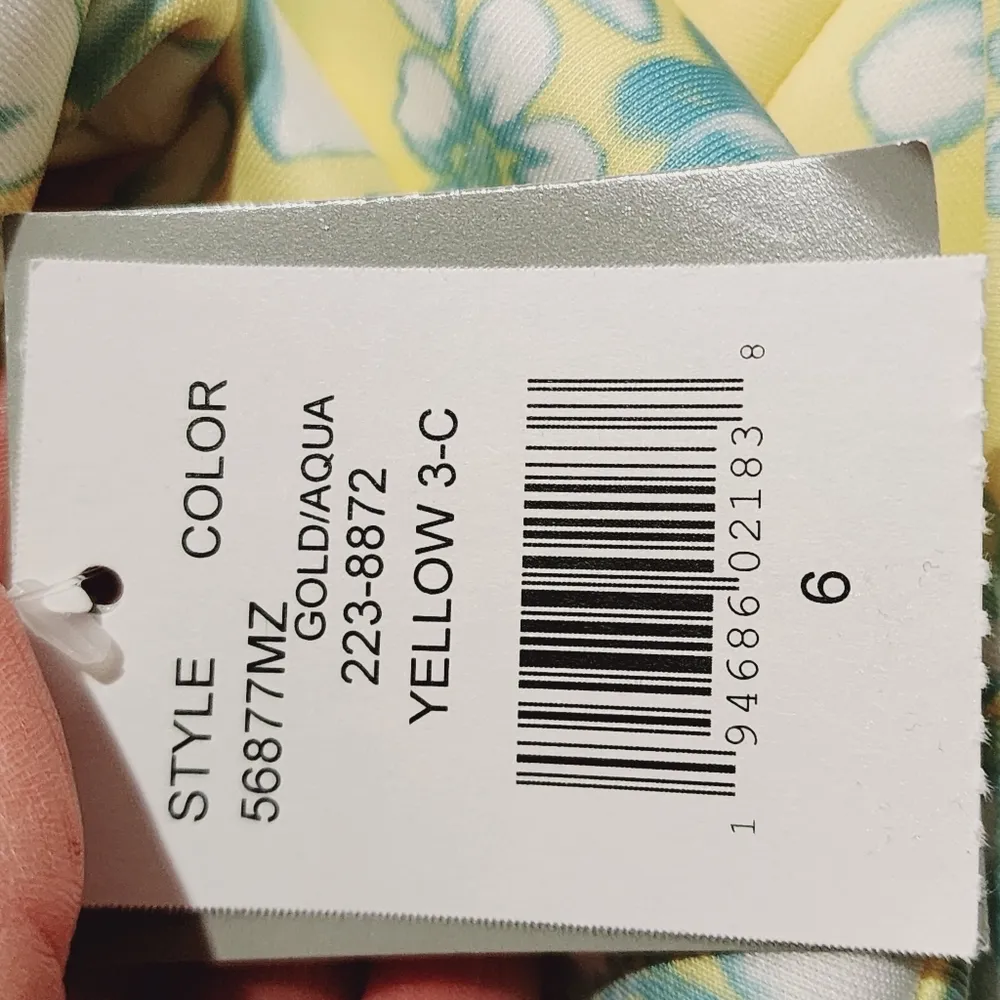 STYLE COLOR
56877MZ GOLD/AQUA
223-8872
YELLOW 3-C
1 94686 02183 8
6